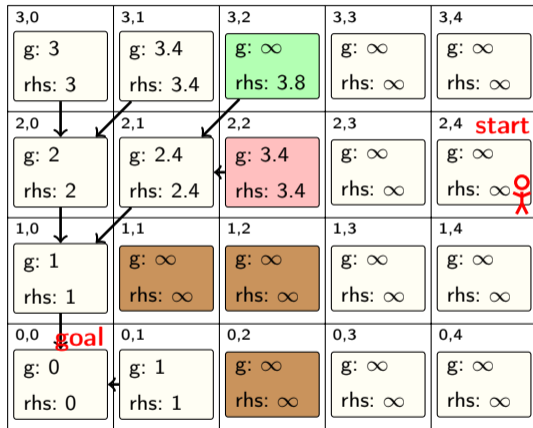 3,0 3,1 3,2 3,3 3,4
g: 3 g: 3.4 g: ∞ g: ∞ g: ∞
rhs: 3 rhs: 3.4 rhs: 3.8 rhs: ∞ rhs: ∞
2,0 2,1 2,2 2,3 2,4 start
g: 2 g: 2.4 g: 3.4 g: ∞ g: ∞
rhs: 2 rhs: 2.4 rhs: 3.4 rhs: ∞ rhs: ∞
1,0 1,1 1,2 1,3 1,4
g: 1 g: ∞ g: ∞ g: ∞ g: ∞
rhs: 1 rhs: ∞ rhs: ∞ rhs: ∞ rhs: ∞
0,0 goal 0,1 0,2 0,3 0,4
g: 0 g: 1 g: ∞ g: ∞ g: ∞
rhs: 0 rhs: 1 rhs: ∞ rhs: ∞ rhs: ∞